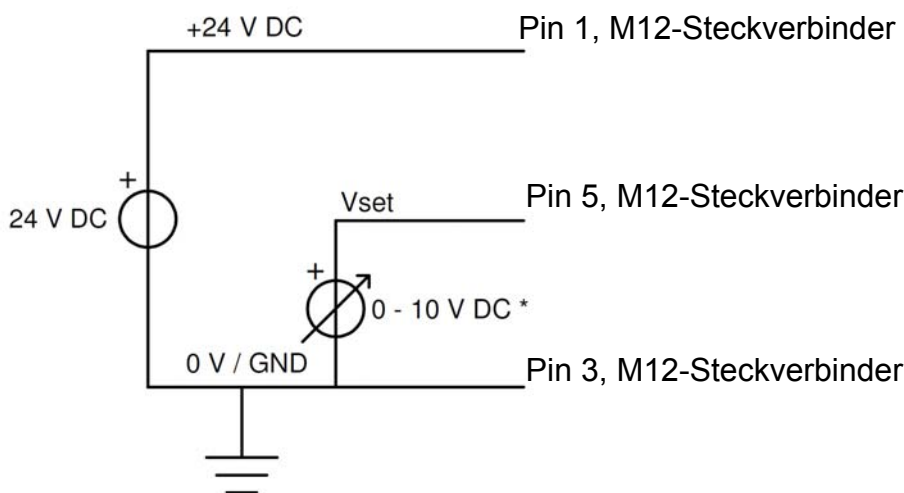 +24 V DC
Pin 1, M12-Steckverbinder
+
24 V DC
Vset
Pin 5, M12-Steckverbinder
+
0 - 10 V DC *
0 V / GND
Pin 3, M12-Steckverbinder